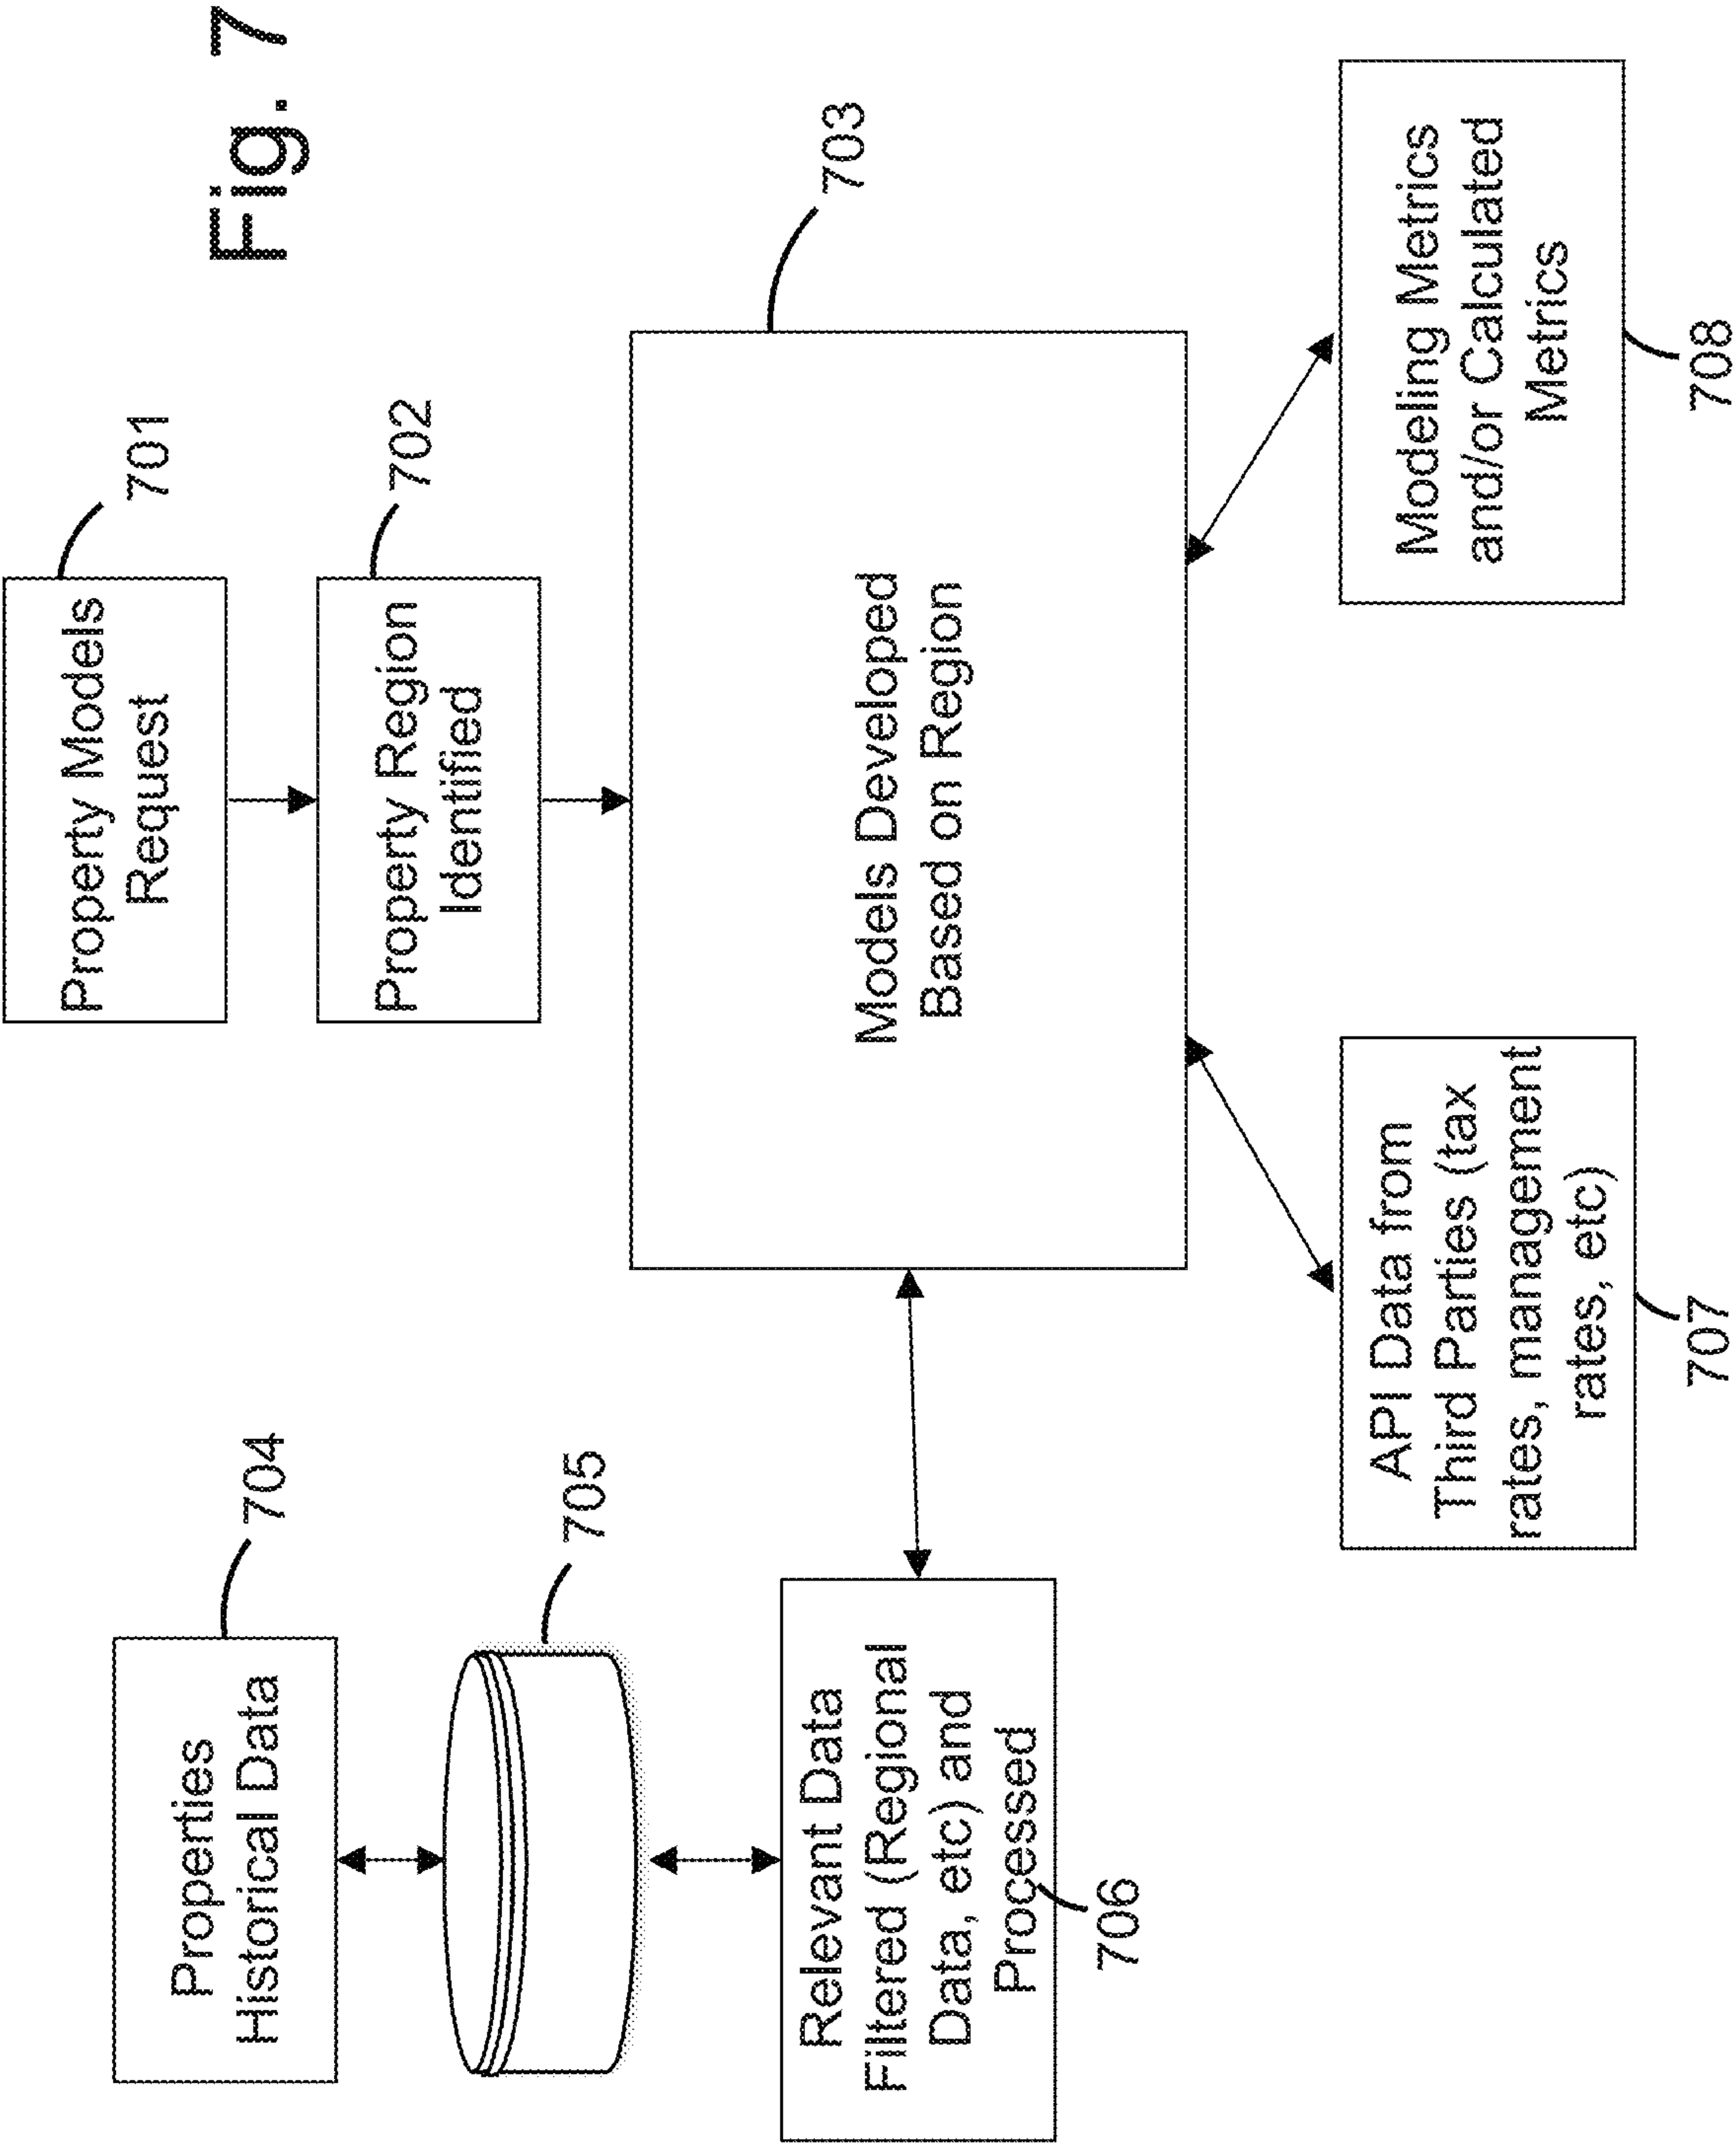 Fig. 7
Property Models
Request
701
Property Region
Identified
702
Models Developed
Based on Region
703
Properties
Historical Data
704
705
Relevant Data
Filtered (Regional
Data, etc) and
Processed
706
API Data from
Third Parties (tax
rates, management
rates, etc)
707
Modeling Metrics
and/or Calculated
Metrics
708